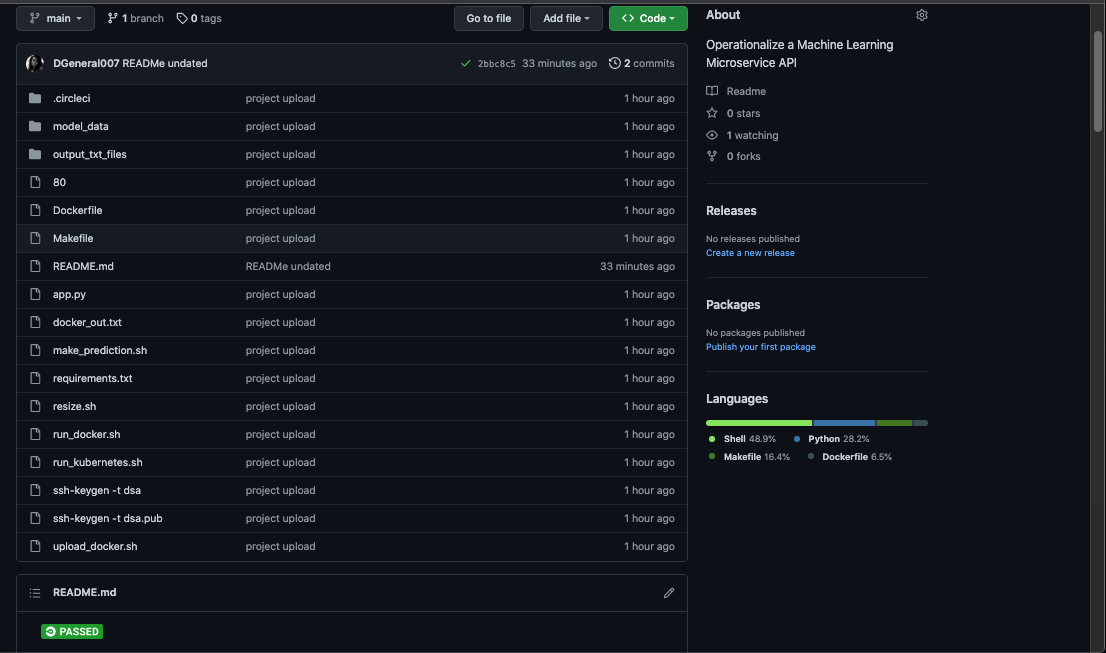 main 1 branch 0 tags Go to file Add file Code
DGeneral007 READMe undated 2bbc8c5 33 minutes ago 2 commits
.circleci project upload 1 hour ago
model_data project upload 1 hour ago
output_txt_files project upload 1 hour ago
80 project upload 1 hour ago
Dockerfile project upload 1 hour ago
Makefile project upload 1 hour ago
README.md READMe undated 33 minutes ago
app.py project upload 1 hour ago
docker_out.txt project upload 1 hour ago
make_prediction.sh project upload 1 hour ago
requirements.txt project upload 1 hour ago
resize.sh project upload 1 hour ago
run_docker.sh project upload 1 hour ago
run_kubernetes.sh project upload 1 hour ago
ssh-keygen -t dsa project upload 1 hour ago
ssh-keygen -t dsa.pub project upload 1 hour ago
upload_docker.sh project upload 1 hour ago
README.md
PASSED
About
Operationalize a Machine Learning
Microservice API
Readme
0 stars
1 watching
0 forks
Releases
No releases published
Create a new release
Packages
No packages published
Publish your first package
Languages
Shell 48.9% Python 28.2%
Makefile 16.4% Dockerfile 6.5%